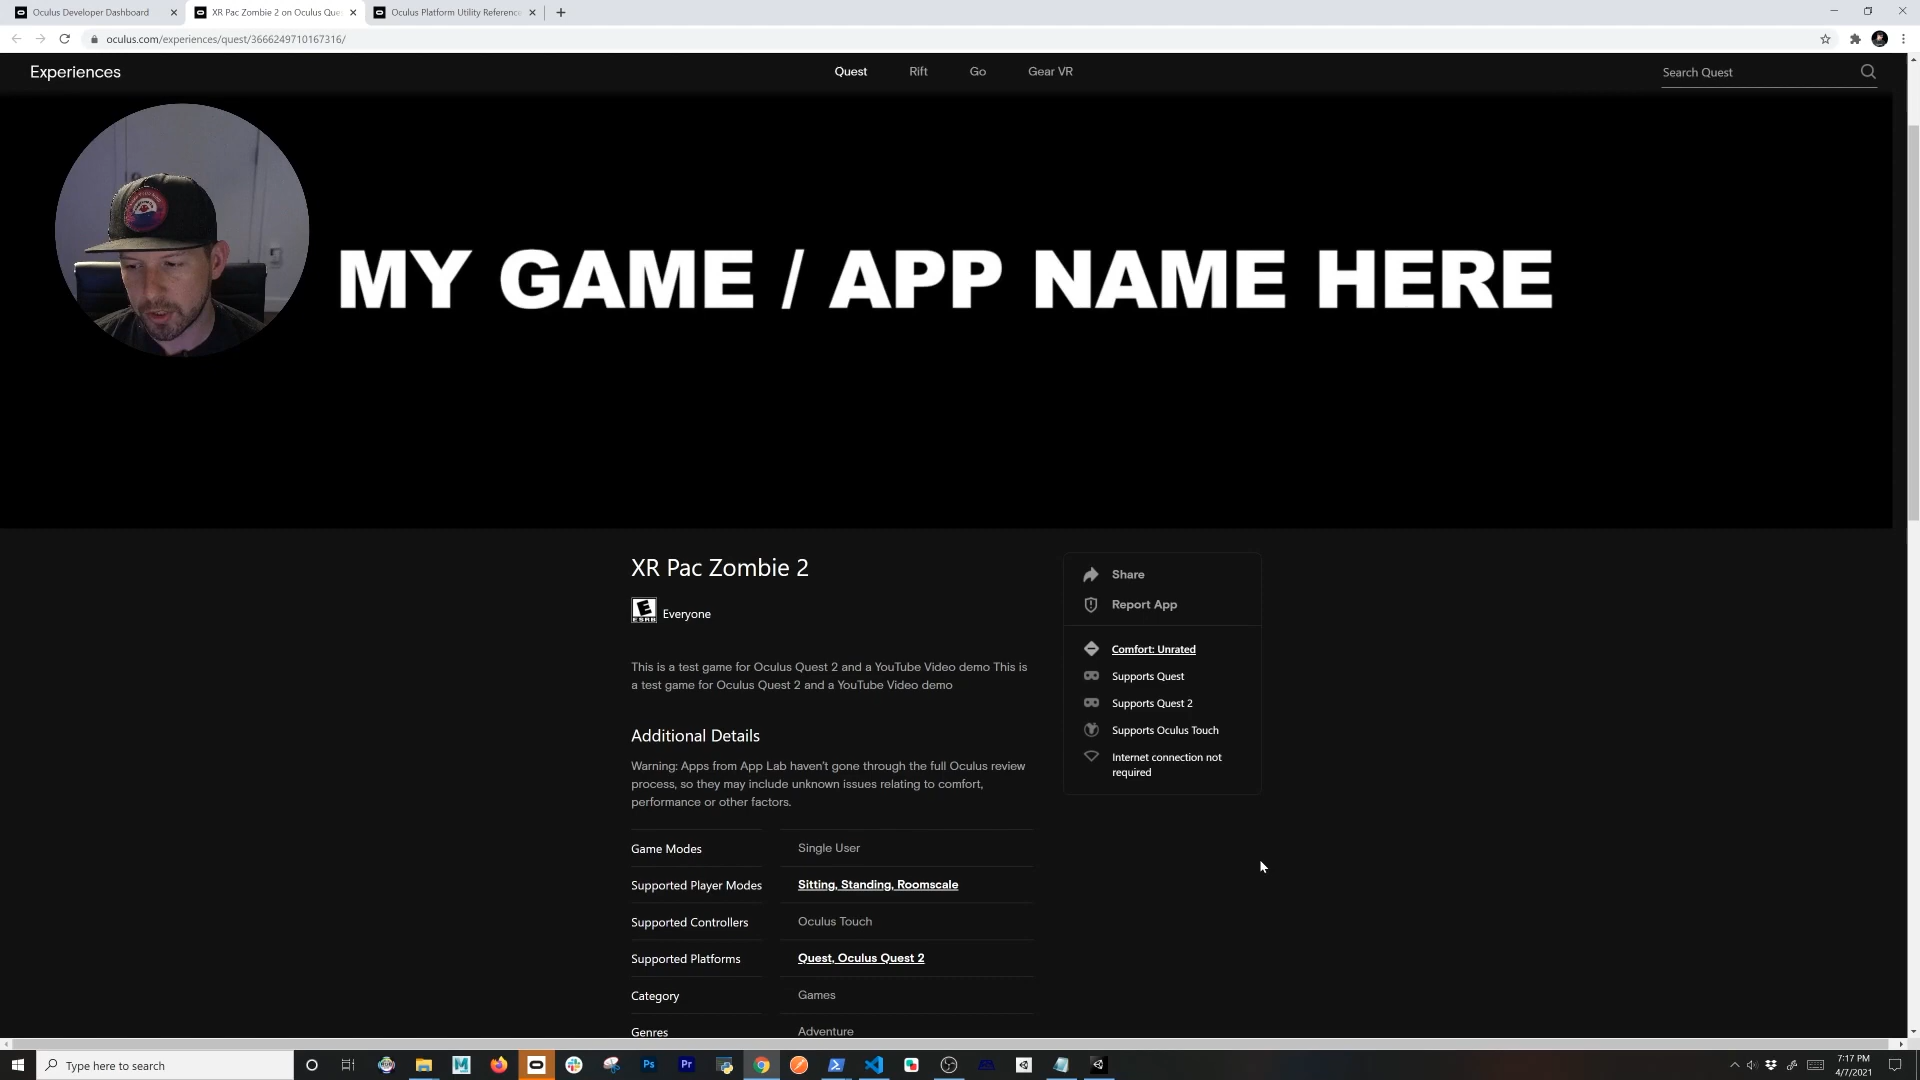 Oculus Developer Dashboard
XR Pac Zombie 2 on Oculus Que
Oculus Platform Utility Reference
oculus.com/experiences/quest/3666249710167316/
Experiences
Quest
Rift
Go
Gear VR
Search Quest
MY GAME / APP NAME HERE
XR Pac Zombie 2
E
ESRB
Everyone
This is a test game for Oculus Quest 2 and a YouTube Video demo This is
a test game for Oculus Quest 2 and a YouTube Video demo
Additional Details
Warning: Apps from App Lab haven't gone through the full Oculus review
process, so they may include unknown issues relating to comfort,
performance or other factors.
Game Modes
Single User
Supported Player Modes
Sitting, Standing, Roomscale
Supported Controllers
Oculus Touch
Supported Platforms
Quest, Oculus Quest 2
Category
Games
Genres
Adventure
Share
Report App
Comfort: Unrated
Supports Quest
Supports Quest 2
Supports Oculus Touch
Internet connection not
required
Type here to search
M
Ps
Pr
7:17 PM
4/7/2021